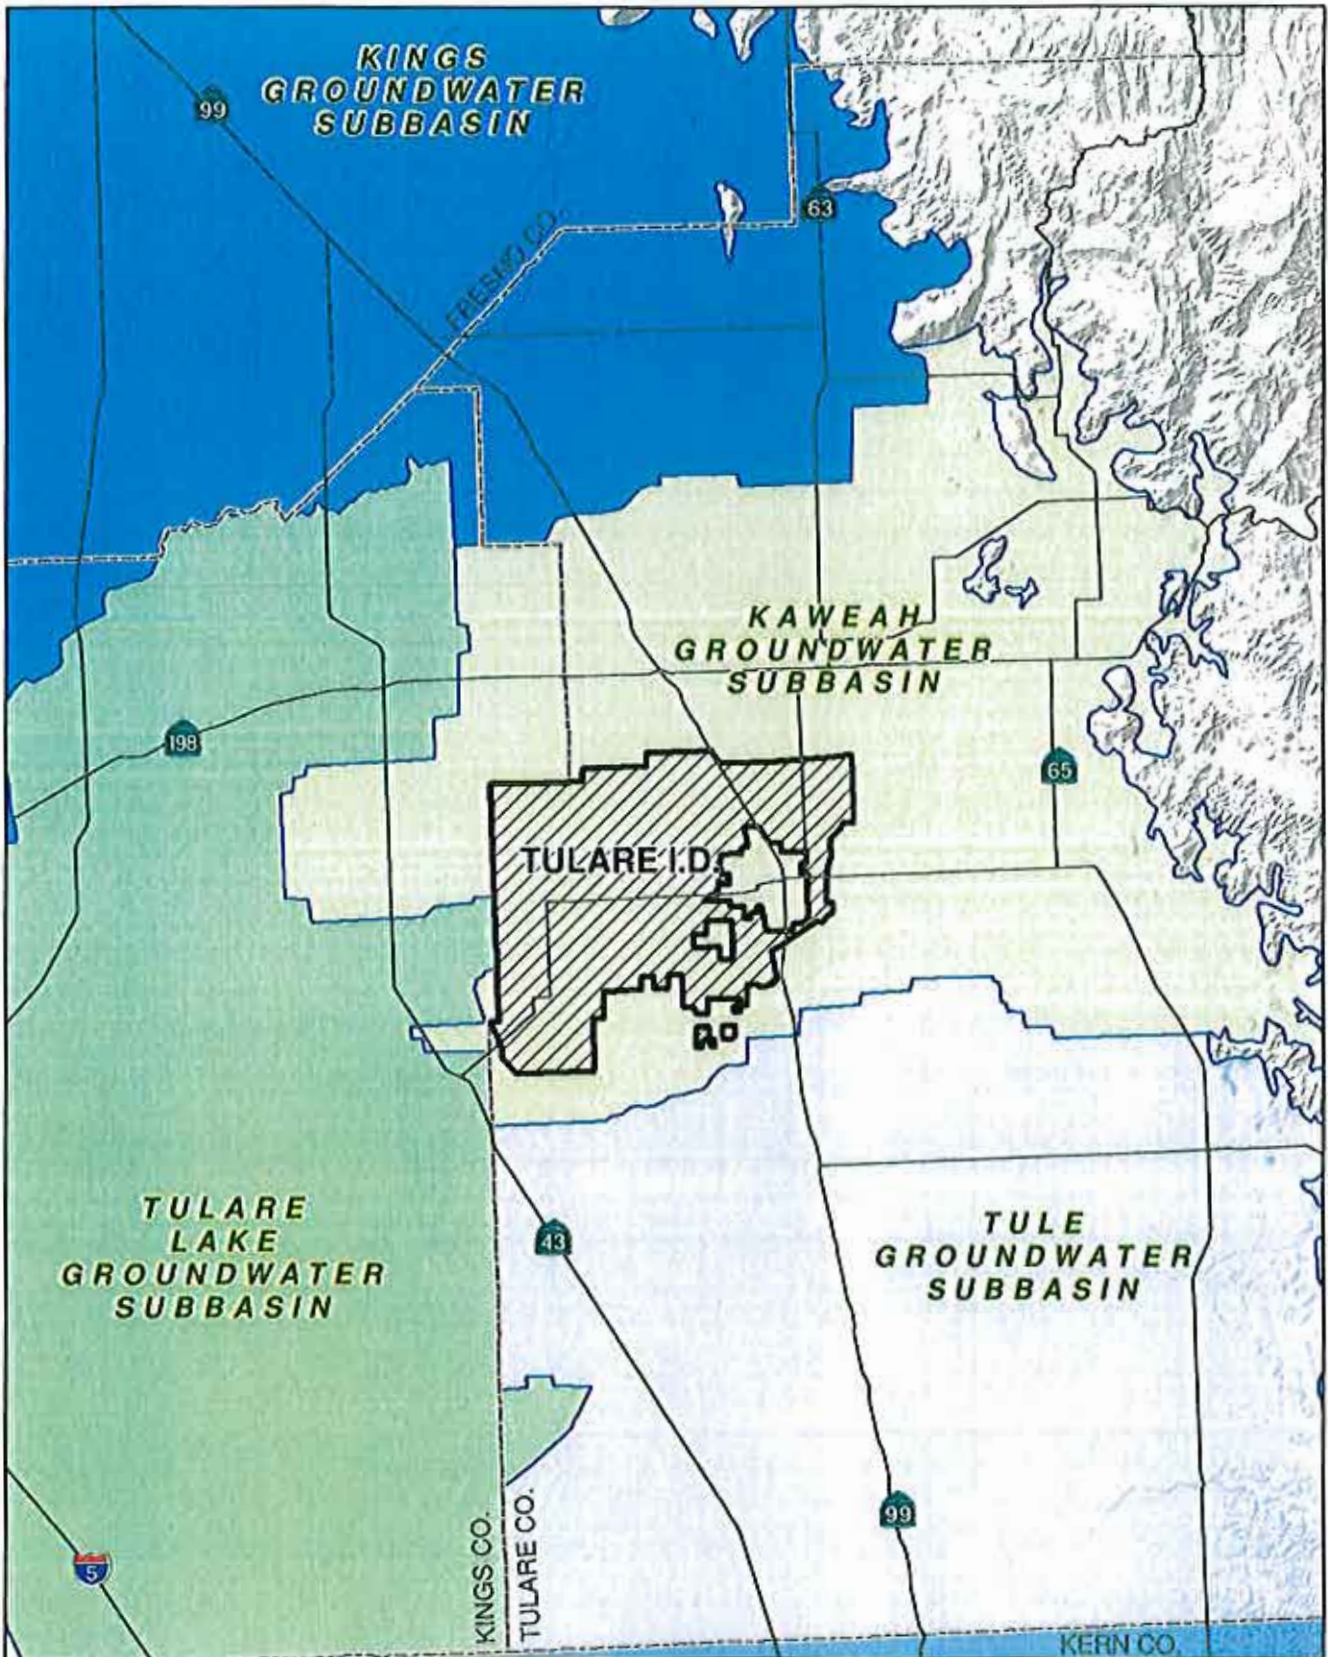 KINGS
GROUNDWATER
SUBBASIN
99
63
FRESNO CO.
KAWEAH
GROUNDWATER
SUBBASIN
198
65
TULARE I.D.
TULARE
LAKE
GROUNDWATER
SUBBASIN
43
TULE
GROUNDWATER
SUBBASIN
99
5
KINGS CO.
TULARE CO.
KERN CO.